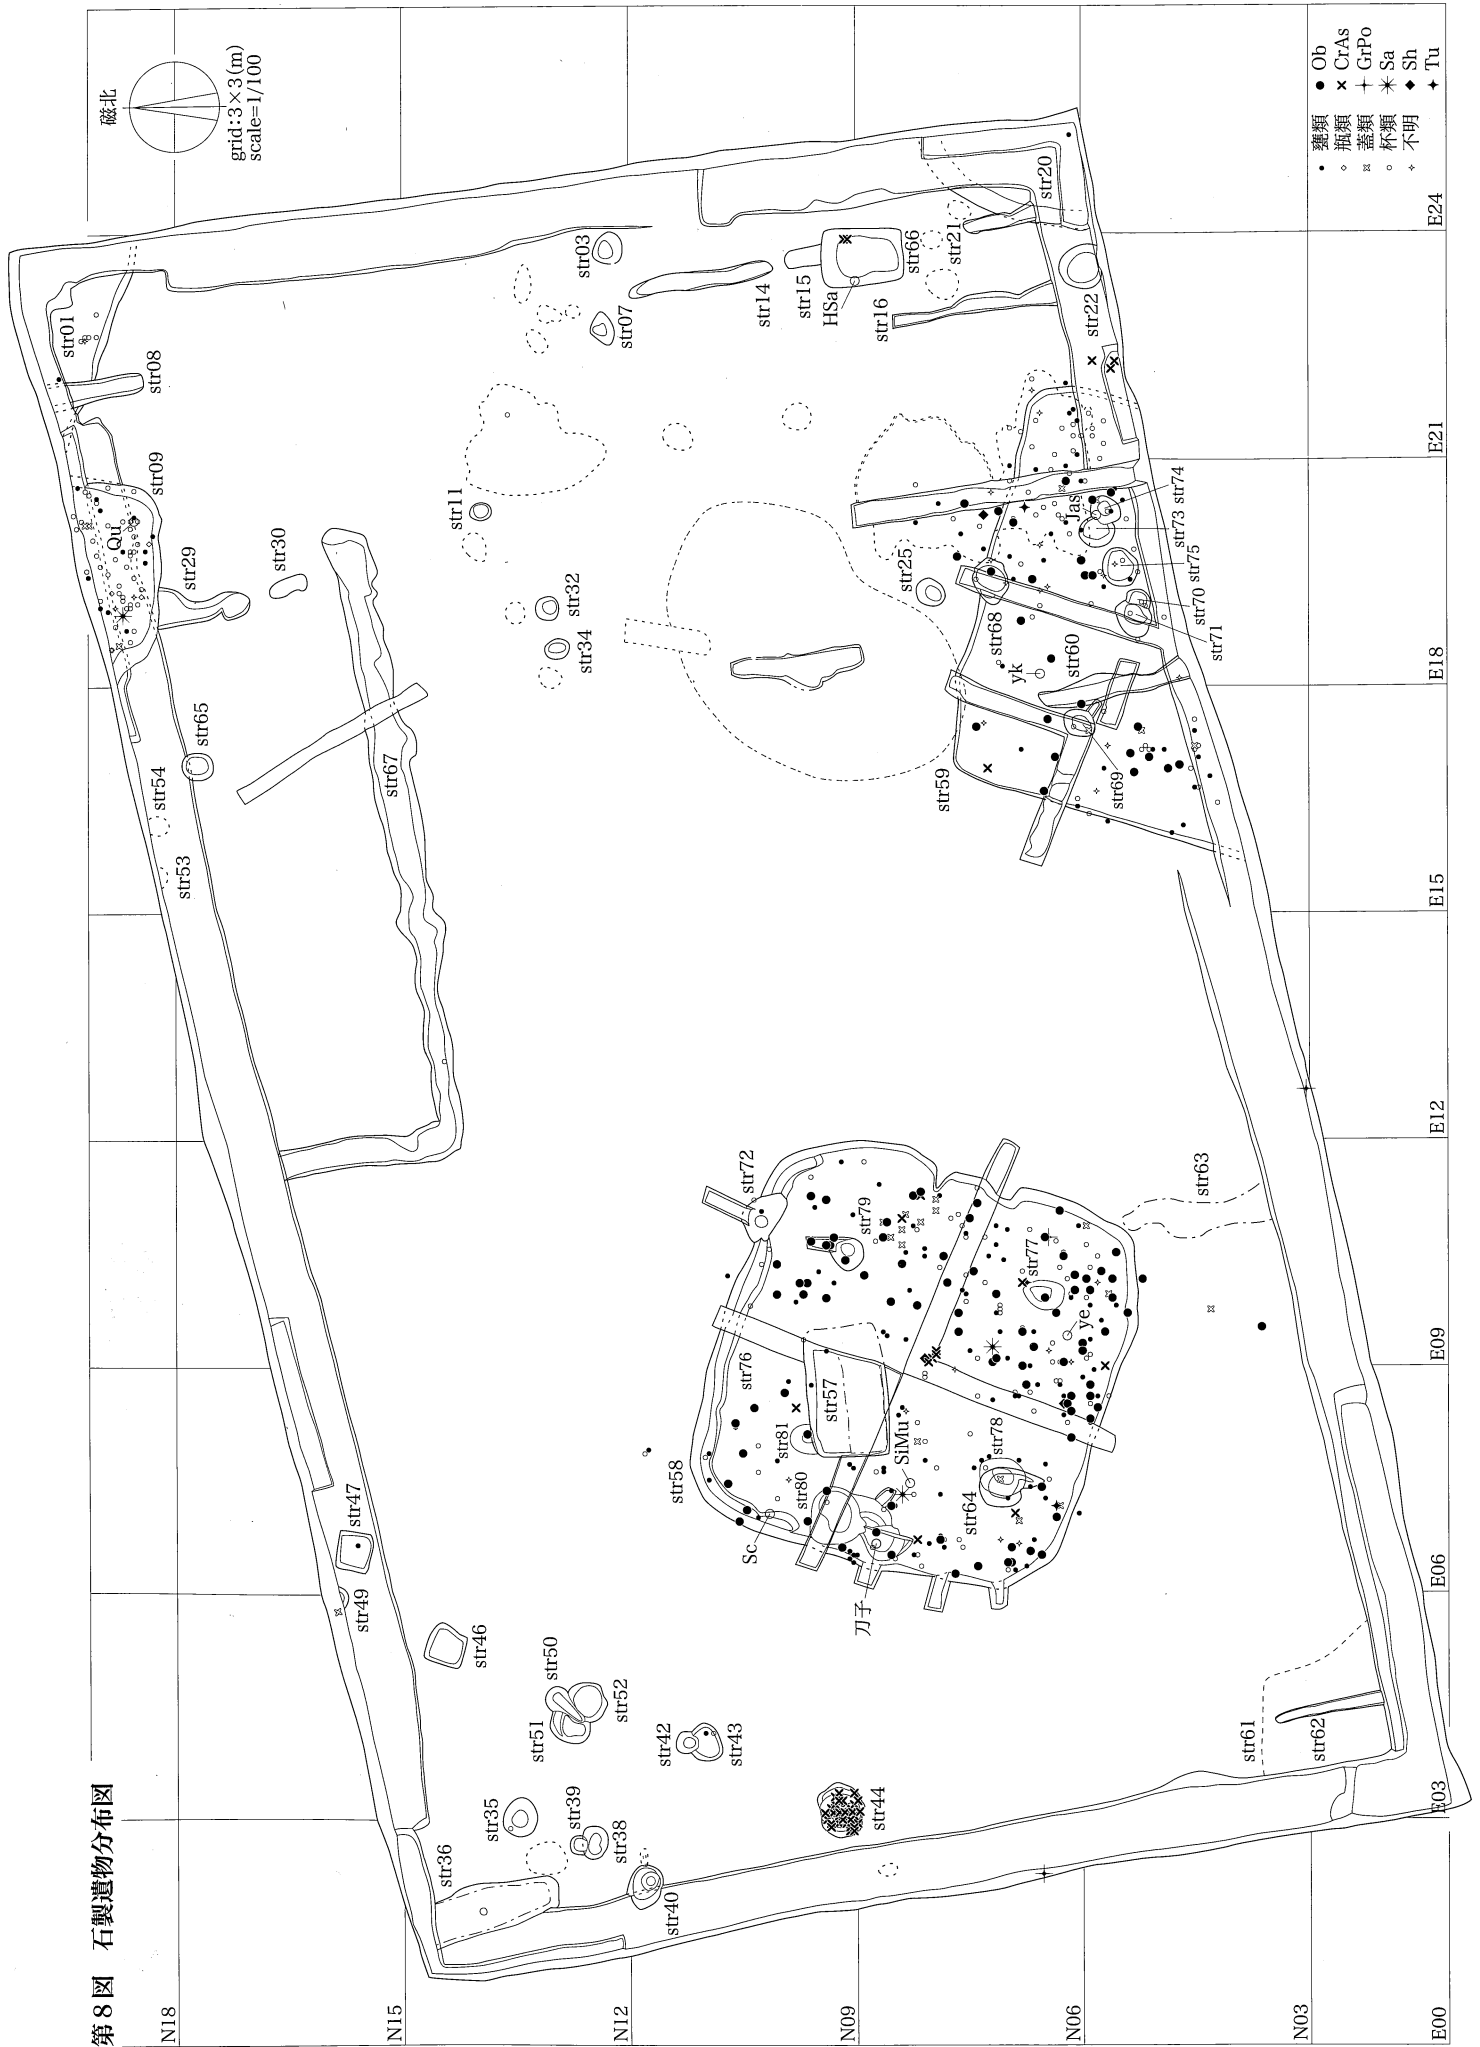 第8図 石製遺物分布図
磁北
grid:3×3(m)
scale=1/100
N18
N15
N12
N09
N06
N03
E00
E03
E06
E09
E12
E15
E18
E21
E24
str01
str08
str09
Qu
str29
str30
str65
str54
str53
str67
str47
str49
str46
str50
str51
str52
str42
str43
str35
str39
str38
str36
str40
str44
str03
str07
str11
str32
str34
str14
str15
HSa
str66
str16
str21
str20
str22
str25
Jas
str74
str73
str75
str70
str71
str68
yk
str60
str59
str69
str72
str79
str76
str57
str77
ye
str58
str81
str80
SiMu
Sc
str78
str64
刀子
str63
str61
str62
甕類
瓶類
蓋類
杯類
不明
Ob
CrAs
GrPo
Sa
Sh
Tu